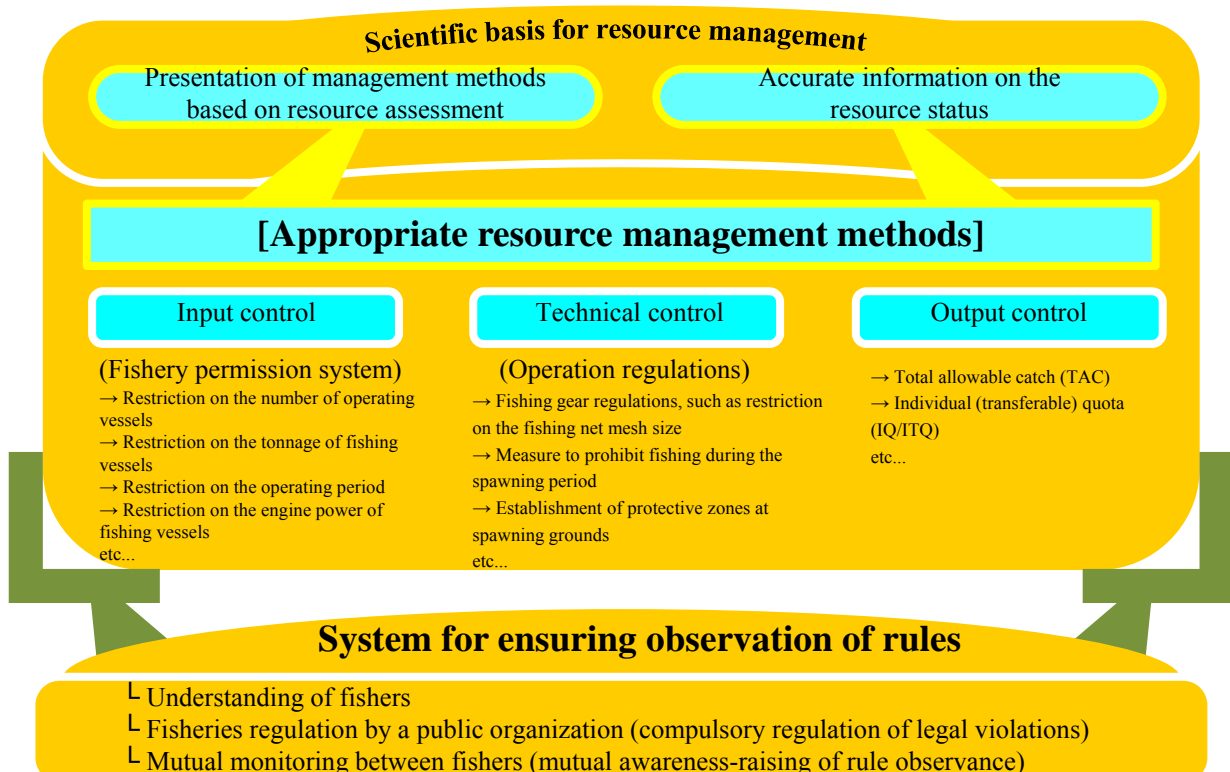 Scientific basis for resource management
Presentation of management methods
based on resource assessment
Accurate information on the
resource status
[Appropriate resource management methods]
Input control
(Fishery permission system)
→ Restriction on the number of operating
vessels
→ Restriction on the tonnage of fishing
vessels
→ Restriction on the operating period
→ Restriction on the engine power of
fishing vessels
etc...
Technical control
(Operation regulations)
→ Fishing gear regulations, such as restriction
on the fishing net mesh size
→ Measure to prohibit fishing during the
spawning period
→ Establishment of protective zones at
spawning grounds
etc...
Output control
→ Total allowable catch (TAC)
→ Individual (transferable) quota
(IQ/ITQ)
etc...
System for ensuring observation of rules
└ Understanding of fishers
└ Fisheries regulation by a public organization (compulsory regulation of legal violations)
└ Mutual monitoring between fishers (mutual awareness-raising of rule observance)